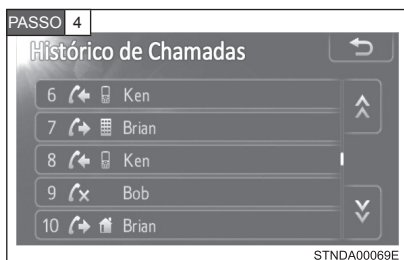 PASSO 4
Histórico de Chamadas
6 Ken
7 Brian
8 Ken
9 Bob
10 Brian
STNDA00069E